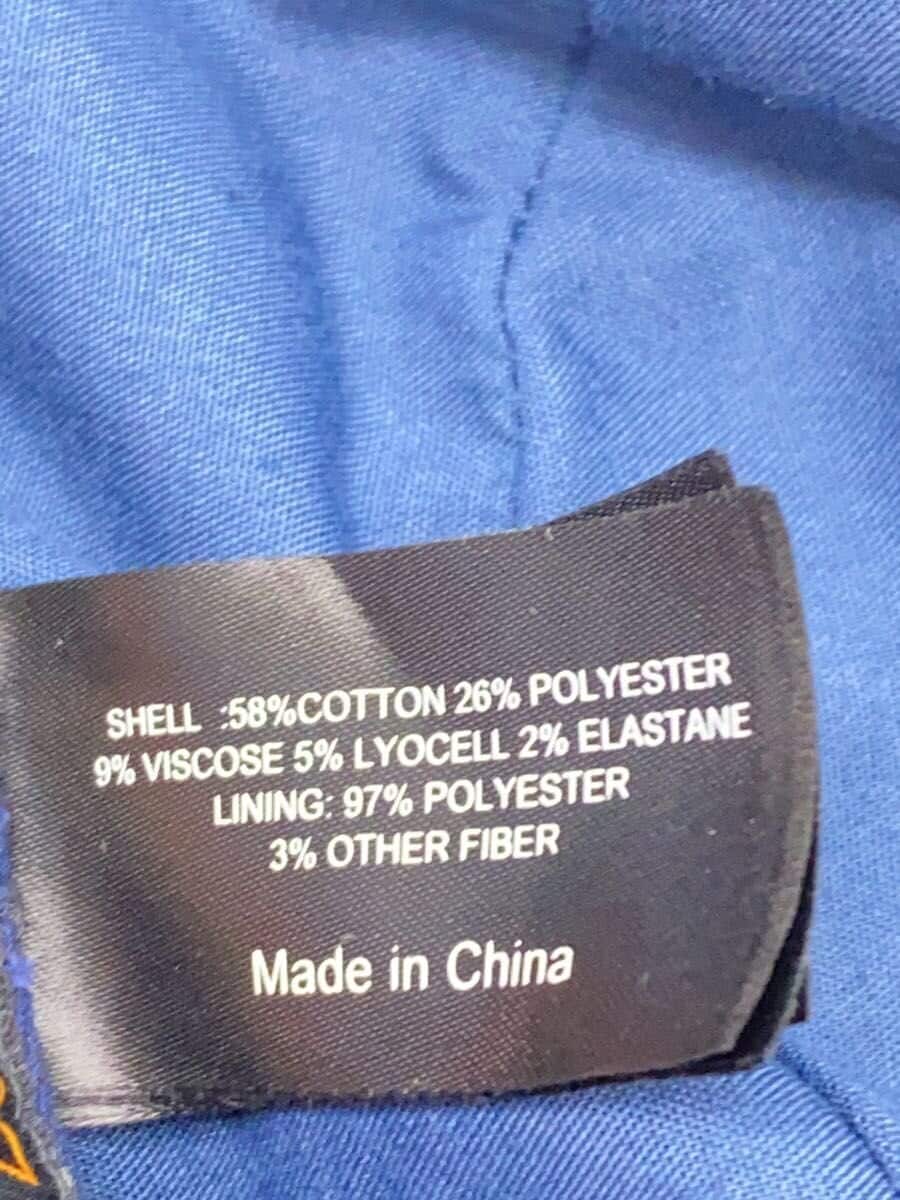 SHELL :58%COTTON 26% POLYESTER
9% VISCOSE 5% LYOCELL 2% ELASTANE
LINING: 97% POLYESTER
3% OTHER FIBER
Made in China